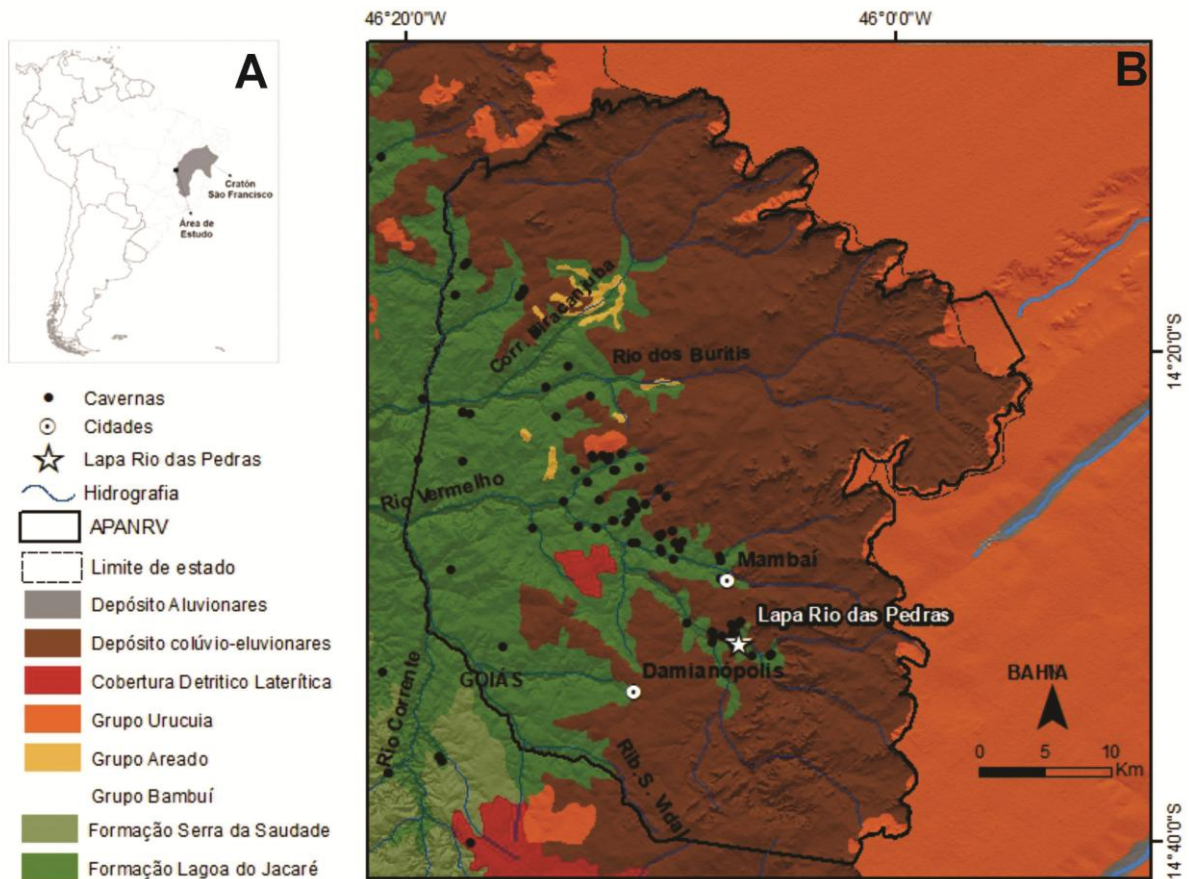 A
Cratón
São Francisco
Área de
Estudo
Cavernas
Cidades
Lapa Rio das Pedras
Hidrografia
APANRV
Limite de estado
Depósito Aluvionares
Depósito colúvio-eluvionares
Cobertura Detritico Laterítica
Grupo Urucuia
Grupo Areado
Grupo Bambuí
Formação Serra da Saudade
Formação Lagoa do Jacaré
46°20'0"W
46°0'0"W
B
Corr. Piracanjuba
Rio dos Buritis
14°20'0"S
Rio Vermelho
Mambaí
Lapa Rio das Pedras
GOIÁS
Damianópolis
BAHIA
Rio Corrente
Rib. S. Vidal
0 5 10
Km
14°40'0"S